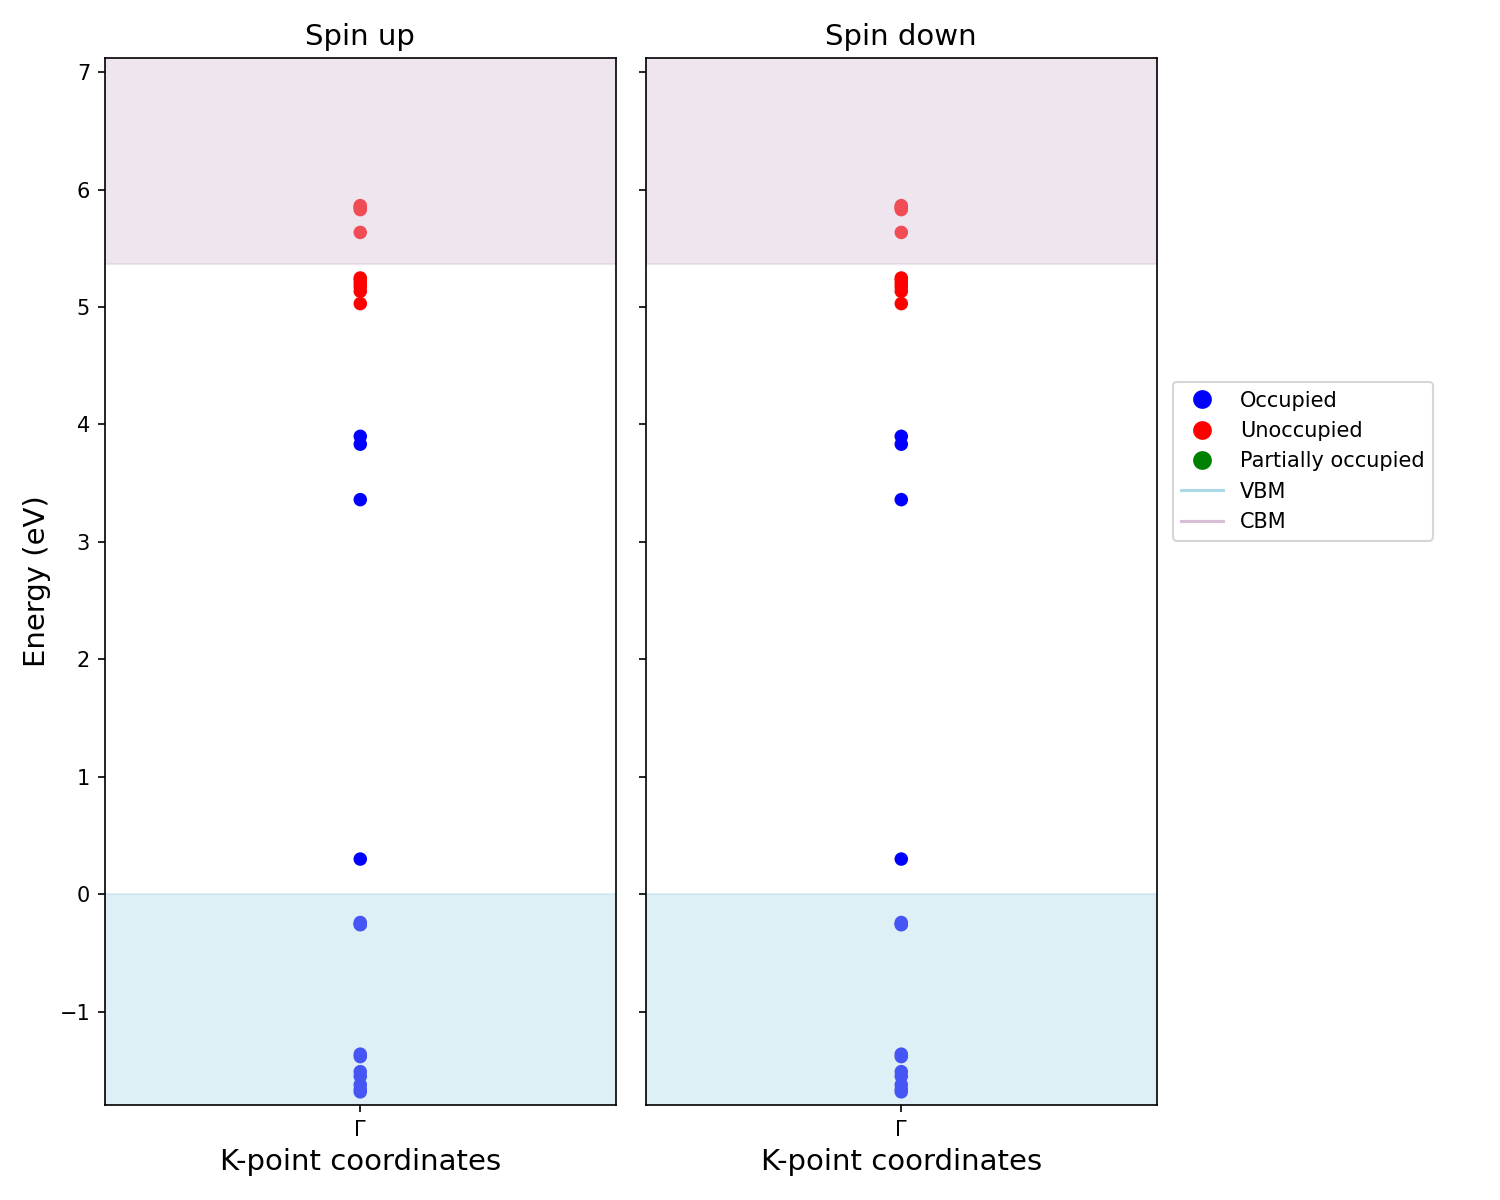 Spin up
Spin down
Energy (eV)
7
6
5
4
3
2
1
0
−1
Γ
Γ
K-point coordinates
K-point coordinates
Occupied
Unoccupied
Partially occupied
VBM
CBM